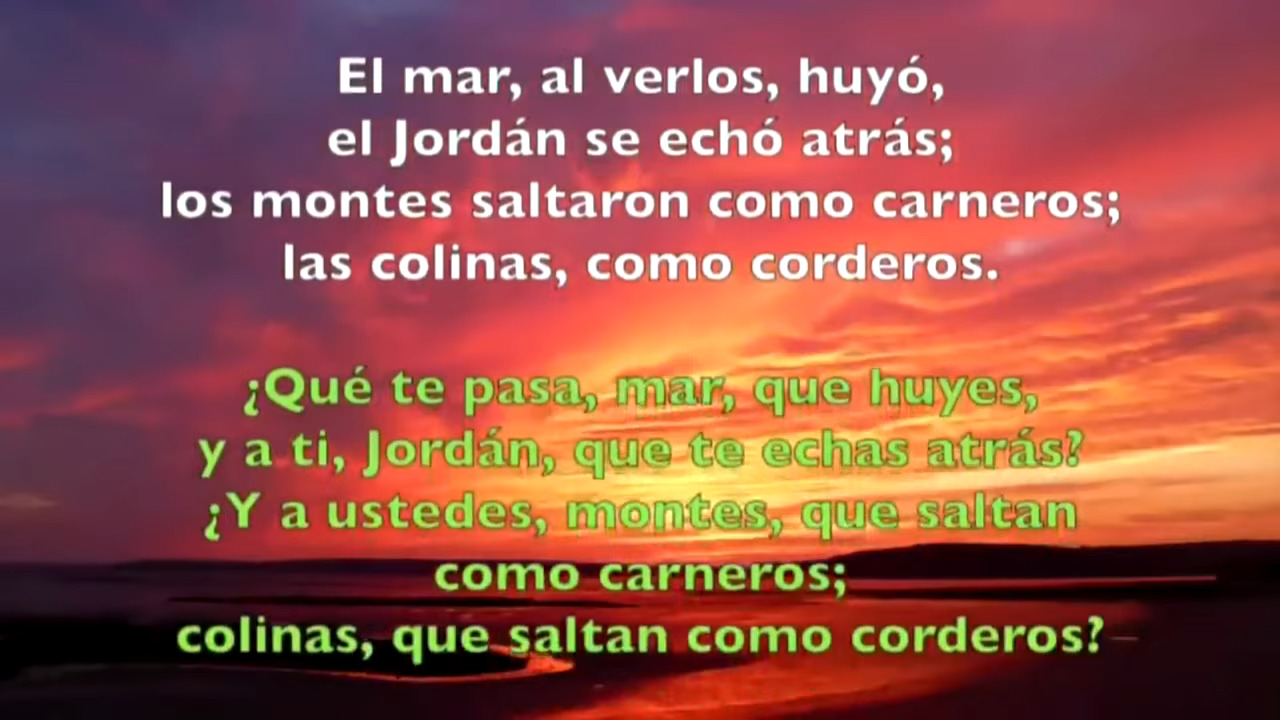 El mar, al verlos, huyó,
el Jordán se echó atrás;
los montes saltaron como carneros;
las colinas, como corderos.
¿Qué te pasa, mar, que huyes,
y a ti, Jordán, que te echas atrás?
¿Y a ustedes, montes, que saltan
como carneros;
colinas, que saltan como corderos?